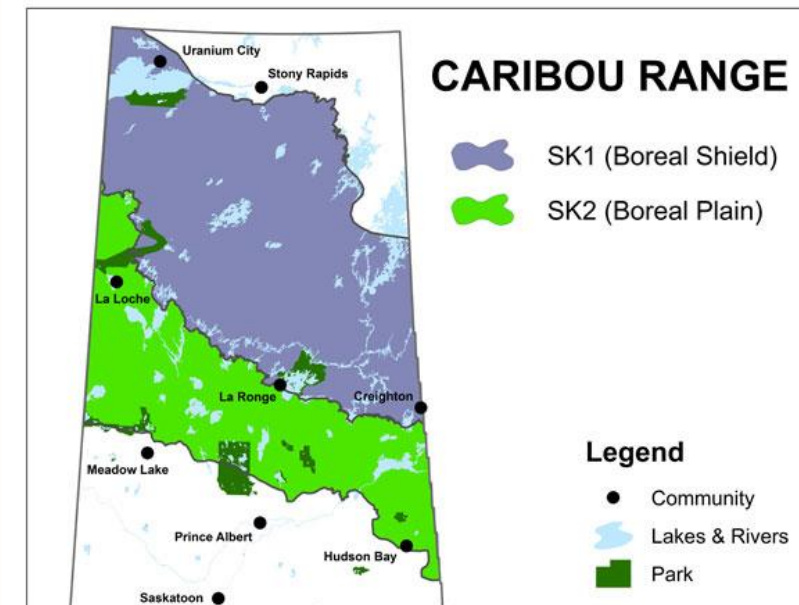 Uranium City
Stony Rapids
CARIBOU RANGE
SK1 (Boreal Shield)
SK2 (Boreal Plain)
La Loche
La Ronge
Creighton
Meadow Lake
Prince Albert
Hudson Bay
Saskatoon
Legend
Community
Lakes & Rivers
Park